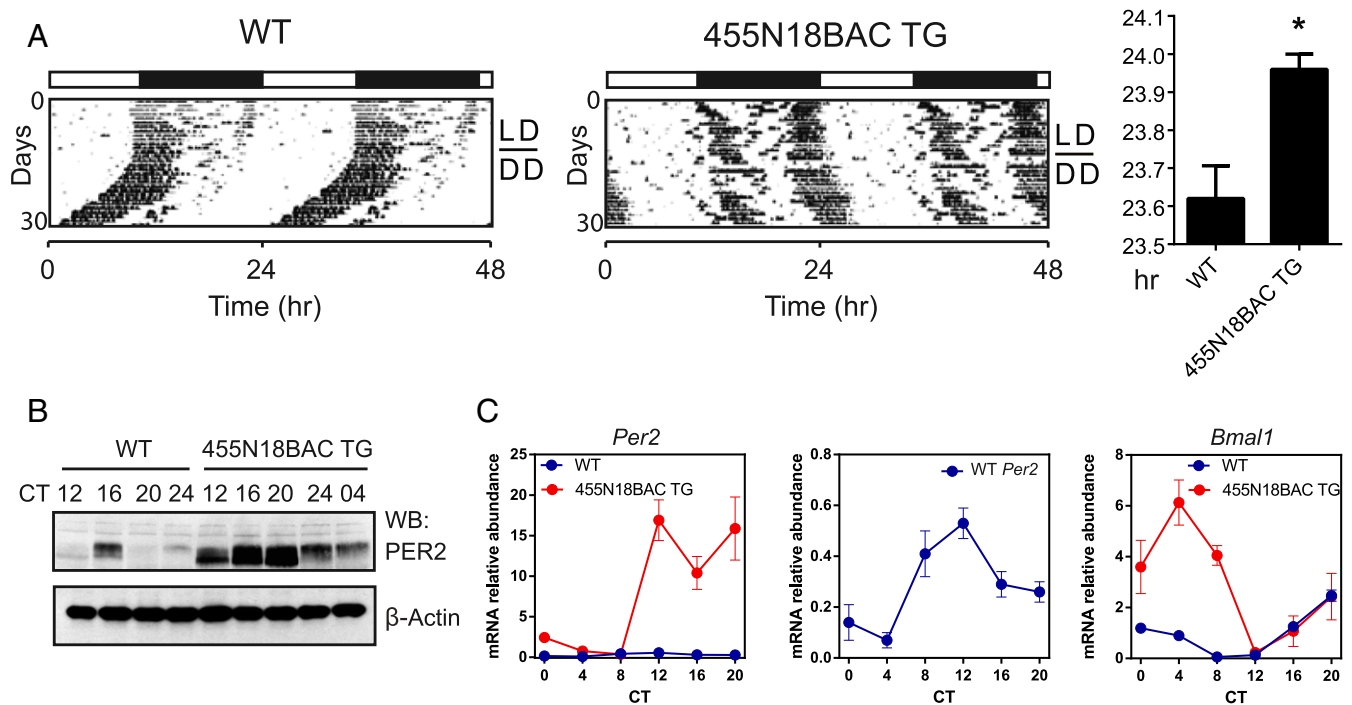 A
WT
455N18BAC TG
0
Days
30
LD
DD
0 24 48
Time (hr)
0
Days
30
LD
DD
0 24 48
Time (hr)
24.1
24.0
23.9
23.8
23.7
23.6
23.5
*
hr
WT
455N18BAC TG
B
WT 455N18BAC TG
CT 12 16 20 24 12 16 20 24 04
WB:
PER2
β-Actin
C
Per2
mRNA relative abundance
25
20
15
10
5
0
WT
455N18BAC TG
0 4 8 12 16 20
CT
mRNA relative abundance
0.8
0.6
0.4
0.2
0.0
WT Per2
0 4 8 12 16 20
CT
Bmal1
mRNA relative abundance
8
6
4
2
0
WT
455N18BAC TG
0 4 8 12 16 20
CT